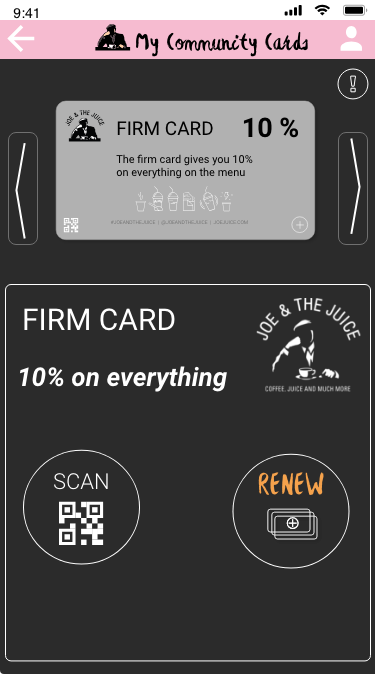 9:41
My Community Cards
JOE & THE JUICE
FIRM CARD
10 %
The firm card gives you 10%
on everything on the menu
#JOEANDTHEJUICE | @JOEANDTHEJUICE | JOEJUICE.COM
FIRM CARD
JOE & THE JUICE
COFFEE, JUICE AND MUCH MORE
10% on everything
SCAN
RENEW